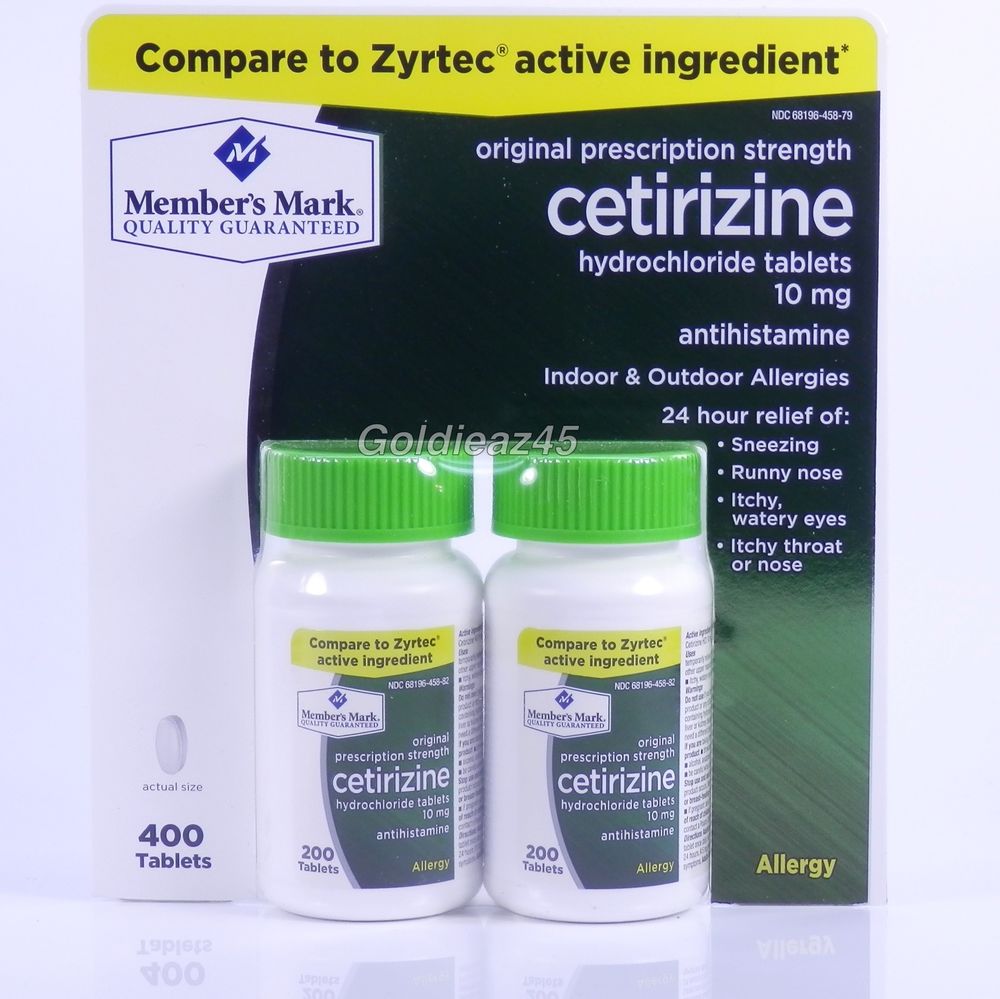 Compare to Zyrtec® active ingredient*
NDC 68196-458-79
M
Member's Mark®
QUALITY GUARANTEED
original prescription strength
cetirizine
hydrochloride tablets
10 mg
antihistamine
Indoor & Outdoor Allergies
24 hour relief of:
• Sneezing
• Runny nose
• Itchy,
watery eyes
• Itchy throat
or nose
Goldieaz45
actual size
400
Tablets
Compare to Zyrtec®
active ingredient
NDC 68196-458-82
Member's Mark.
QUALITY GUARANTEED
original
prescription strength
cetirizine
hydrochloride tablets
10 mg
antihistamine
200
Tablets
Allergy
Compare to Zyrtec®
active ingredient
NDC 68196-458-82
Member's Mark.
QUALITY GUARANTEED
original
prescription strength
cetirizine
hydrochloride tablets
10 mg
antihistamine
200
Tablets
Allergy
Allergy